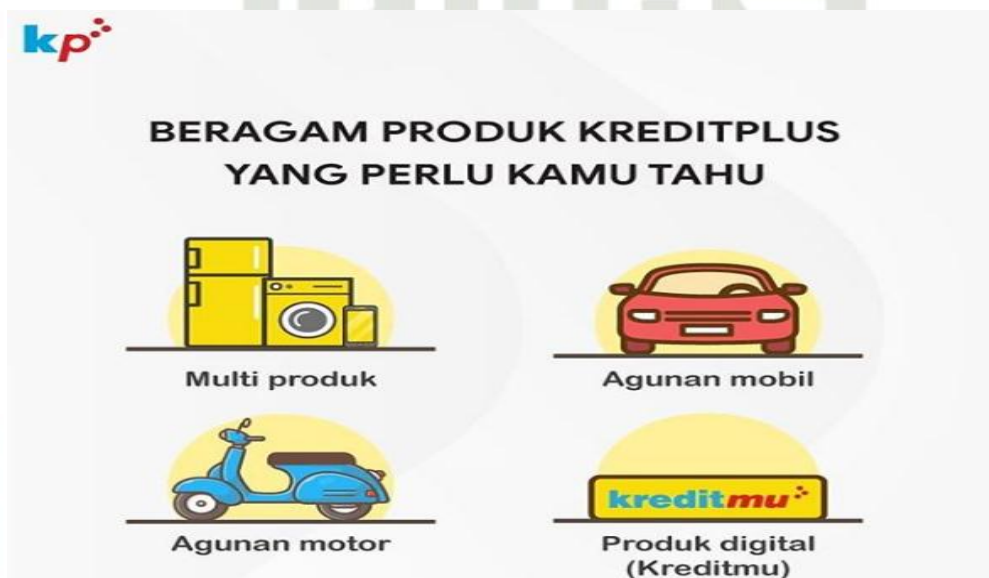 kp
BERAGAM PRODUK KREDITPLUS
YANG PERLU KAMU TAHU
Multi produk
Agunan mobil
Agunan motor
kreditmu
Produk digital
(Kreditmu)